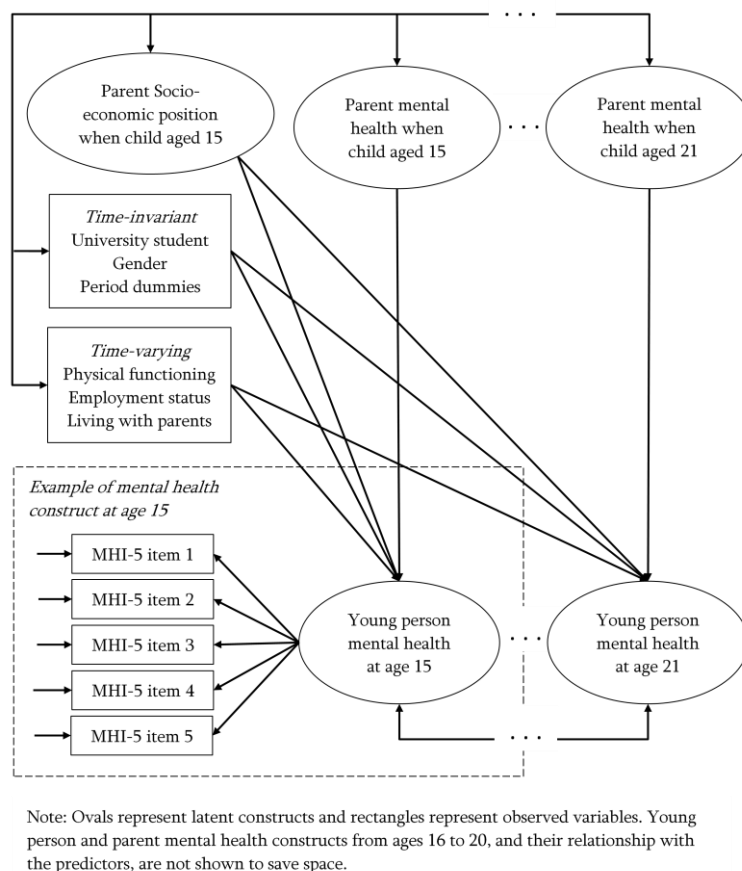 . . .
Parent Socio-
economic position
when child aged 15
Parent mental
health when
child aged 15
. . .
Parent mental
health when
child aged 21
Time-invariant
University student
Gender
Period dummies
Time-varying
Physical functioning
Employment status
Living with parents
Example of mental health
construct at age 15
MHI-5 item 1
MHI-5 item 2
MHI-5 item 3
MHI-5 item 4
MHI-5 item 5
Young person
mental health
at age 15
. . .
Young person
mental health
at age 21
. . .
Note: Ovals represent latent constructs and rectangles represent observed variables. Young
person and parent mental health constructs from ages 16 to 20, and their relationship with
the predictors, are not shown to save space.